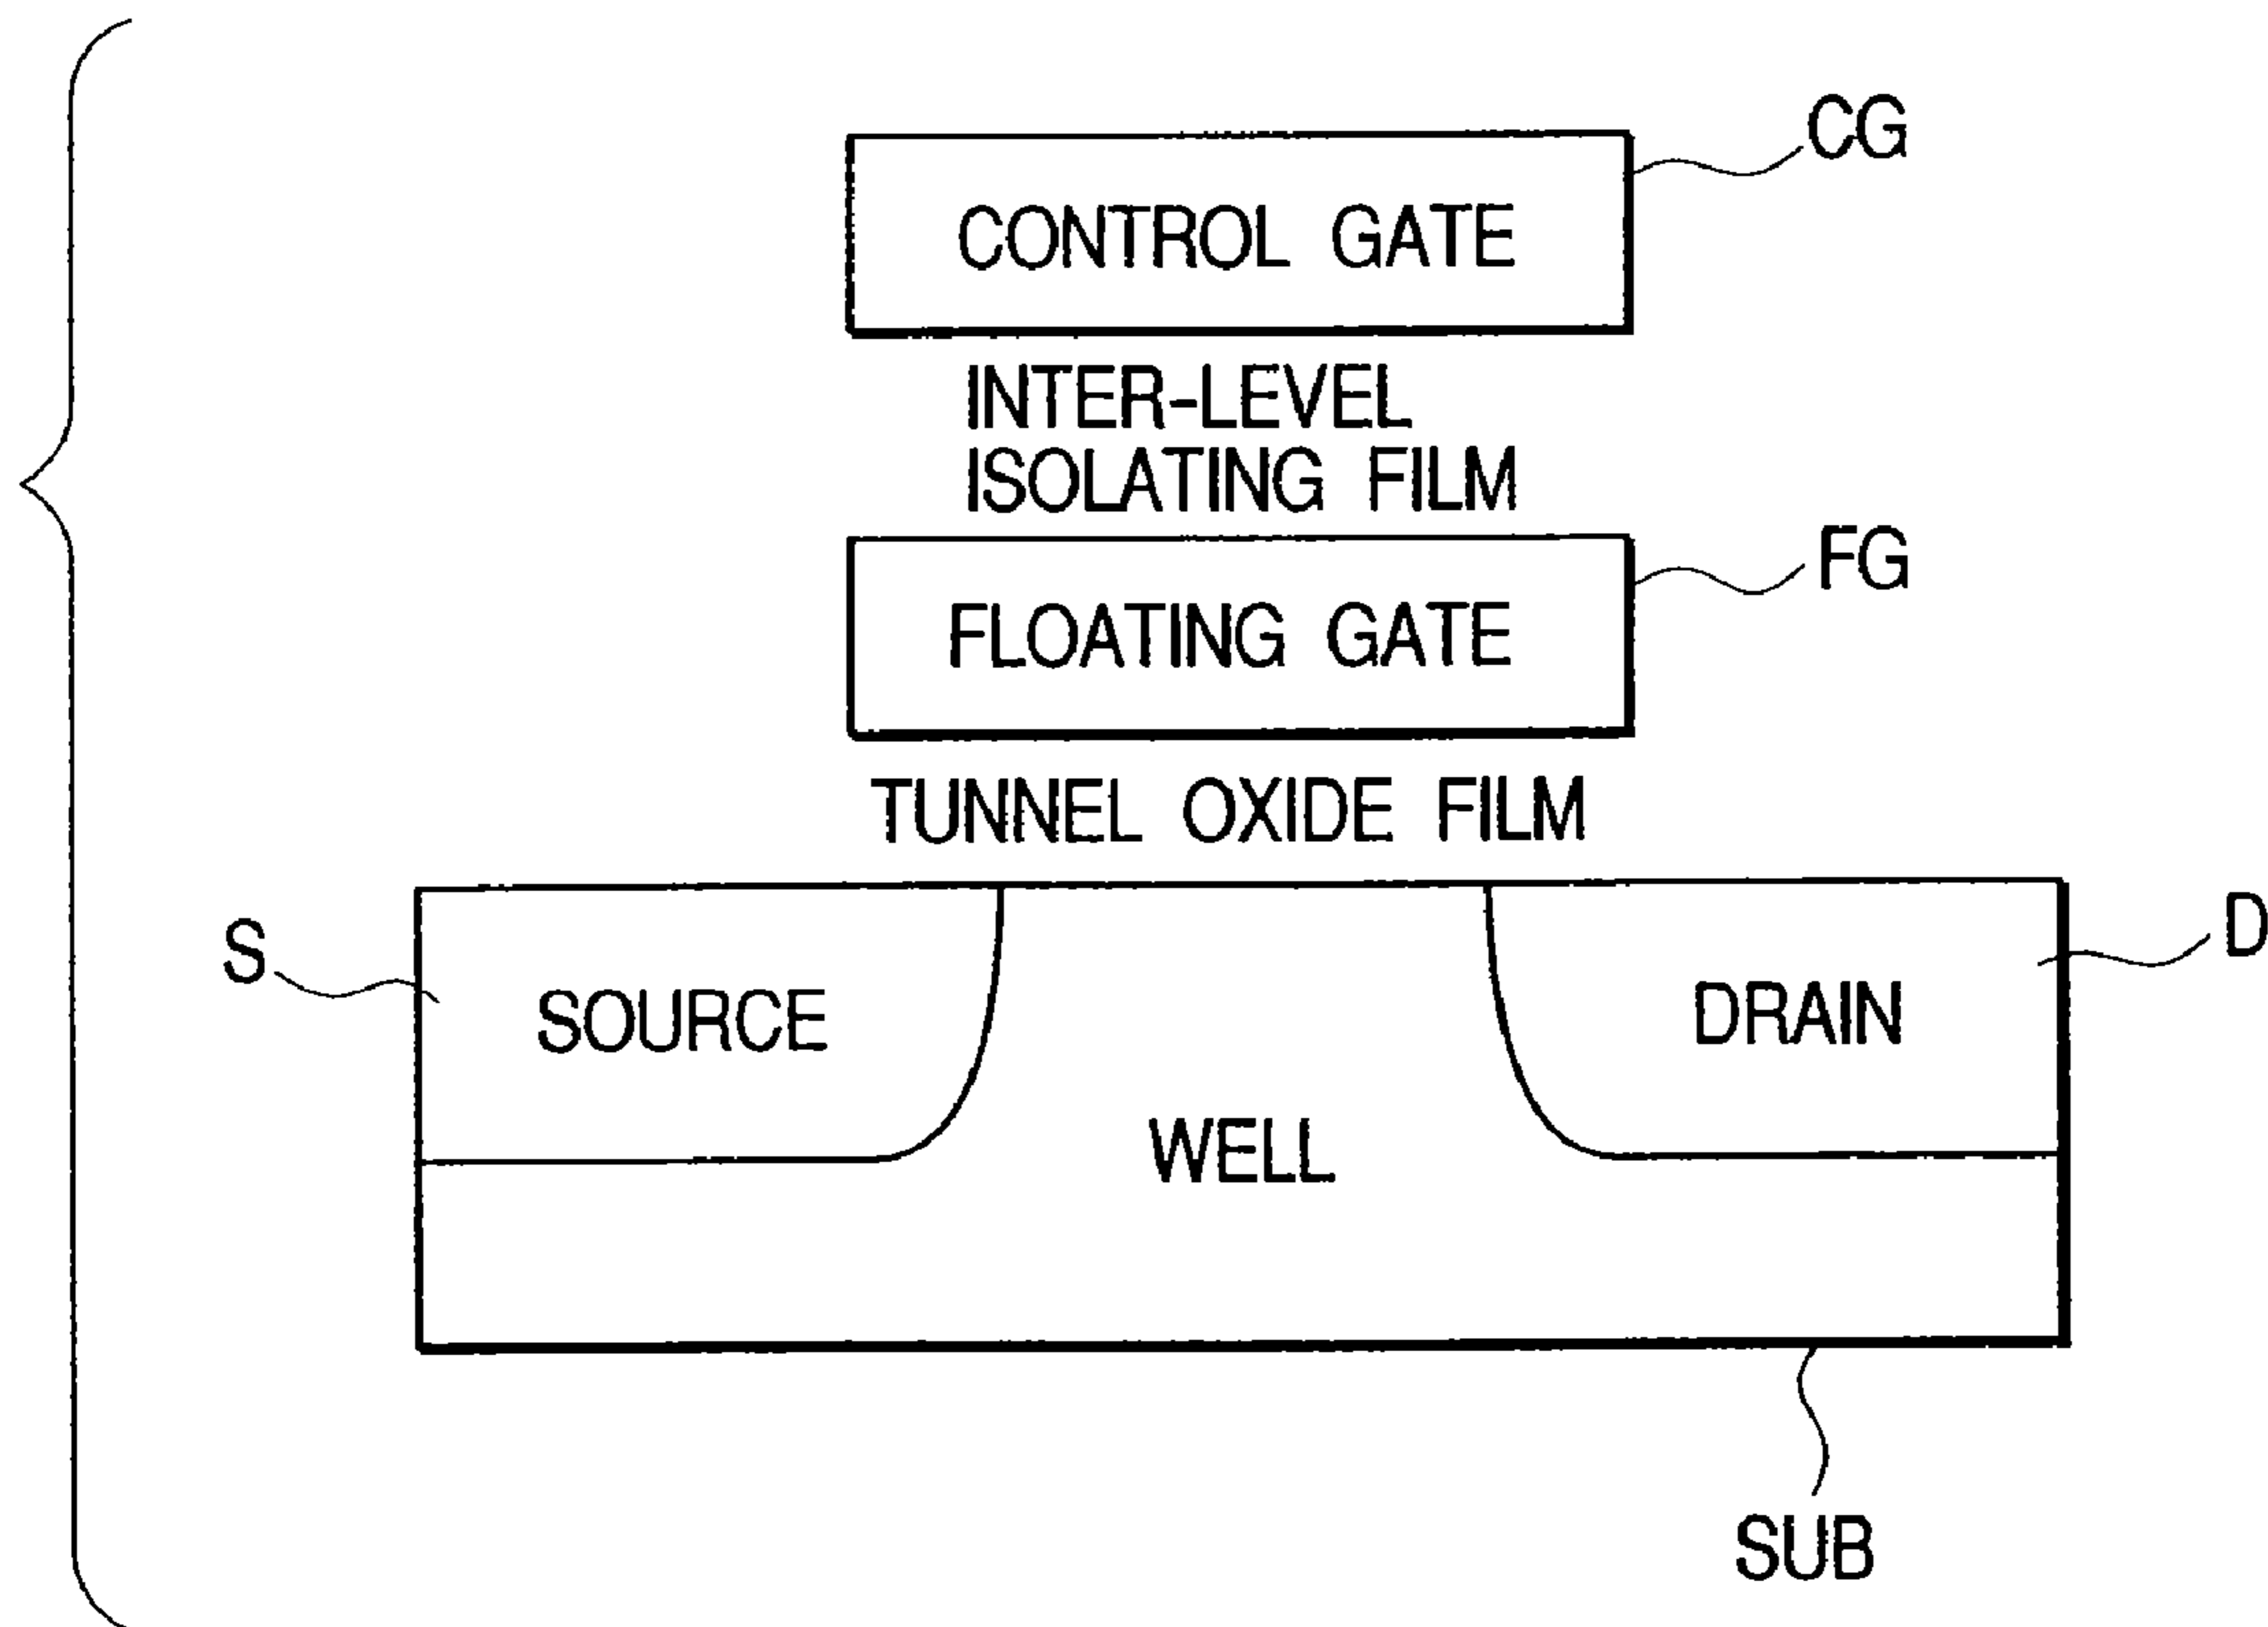 CG
CONTROL GATE
INTER-LEVEL
ISOLATING FILM
FG
FLOATING GATE
TUNNEL OXIDE FILM
S
D
SOURCE
DRAIN
WELL
SUB